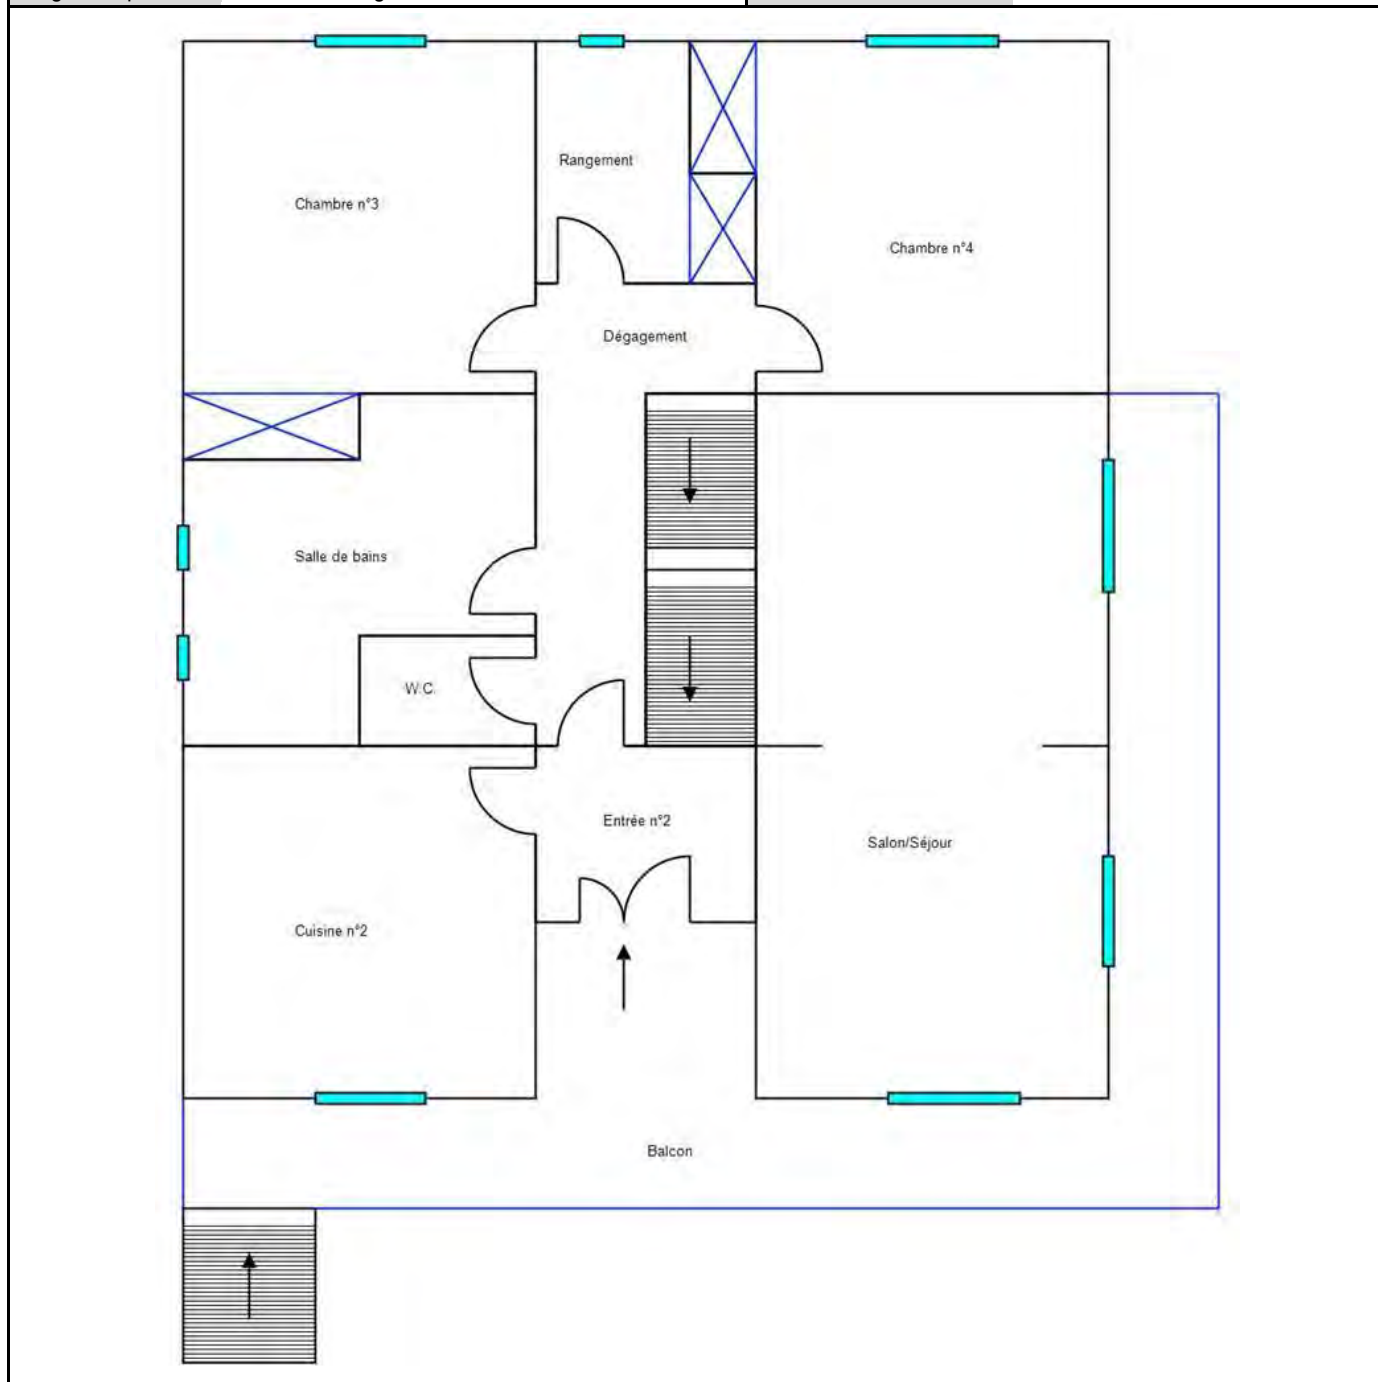 Rangement
Chambre n°3
Chambre n°4
Dégagement
Salle de bains
W.C.
Entrée n°2
Salon/Séjour
Cuisine n°2
Balcon